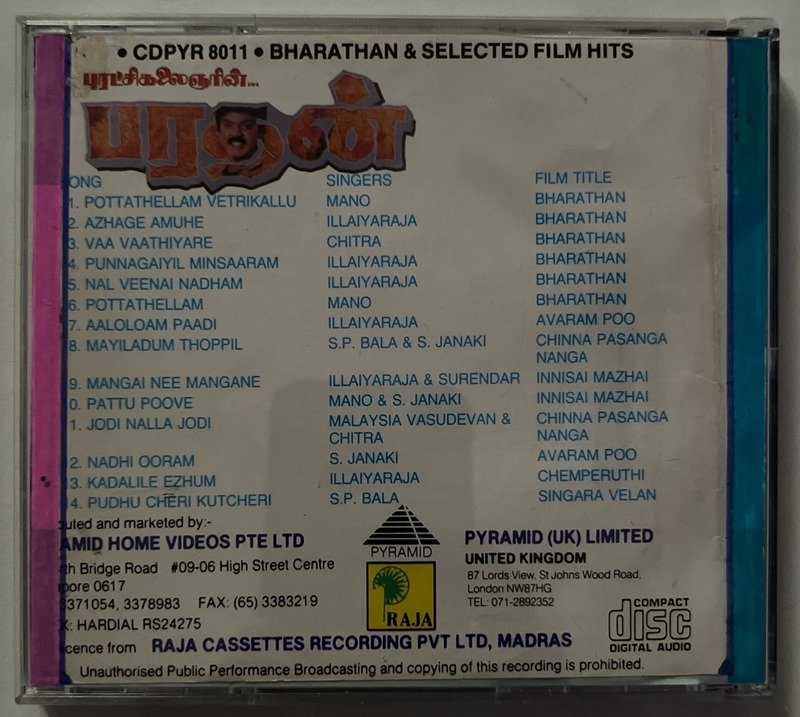 • CDPYR 8011 • BHARATHAN & SELECTED FILM HITS
புரட்சிகலைஞரின்...
பரதன்
ONG SINGERS FILM TITLE
1. POTTATHELLAM VETRIKALLU MANO BHARATHAN
2. AZHAGE AMUHE ILLAIYARAJA BHARATHAN
3. VAA VAATHIYARE CHITRA BHARATHAN
4. PUNNAGAIYIL MINSAARAM ILLAIYARAJA BHARATHAN
5. NAL VEENAI NADHAM ILLAIYARAJA BHARATHAN
6. POTTATHELLAM MANO BHARATHAN
7. AALOLOAM PAADI ILLAIYARAJA AVARAM POO
8. MAYILADUM THOPPIL S.P. BALA & S. JANAKI CHINNA PASANGA
NANGA
9. MANGAI NEE MANGANE ILLAIYARAJA & SURENDAR INNISAI MAZHAI
0. PATTU POOVE MANO & S. JANAKI INNISAI MAZHAI
1. JODI NALLA JODI MALAYSIA VASUDEVAN & CHINNA PASANGA
CHITRA NANGA
12. NADHI OORAM S. JANAKI AVARAM POO
13. KADALILE EZHUM ILLAIYARAJA CHEMPERUTHI
14. PUDHU CHERI KUTCHERI S.P. BALA SINGARA VELAN
uted and marketed by:-
AMID HOME VIDEOS PTE LTD
th Bridge Road #09-06 High Street Centre
pore 0617
3371054, 3378983 FAX: (65) 3383219
X: HARDIAL RS24275
PYRAMID
RAJA
PYRAMID (UK) LIMITED
UNITED KINGDOM
87 Lords View, St Johns Wood Road,
London NW87HG
TEL: 071-2892352
COMPACT
disc
DIGITAL AUDIO
icence from RAJA CASSETTES RECORDING PVT LTD, MADRAS
Unauthorised Public Performance Broadcasting and copying of this recording is prohibited.